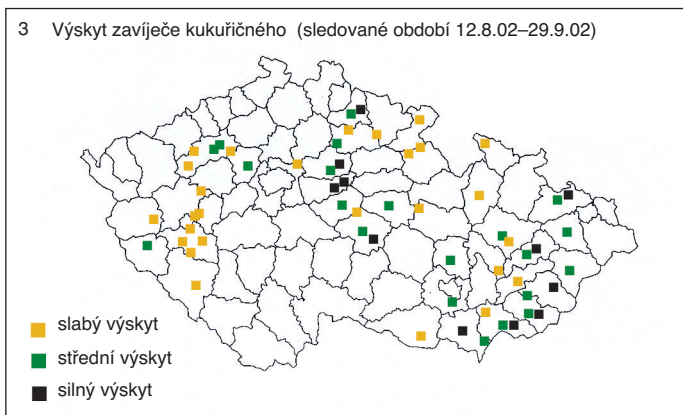 3 Výskyt zavíječe kukuřičného (sledované období 12.8.02–29.9.02)
slabý výskyt
střední výskyt
silný výskyt